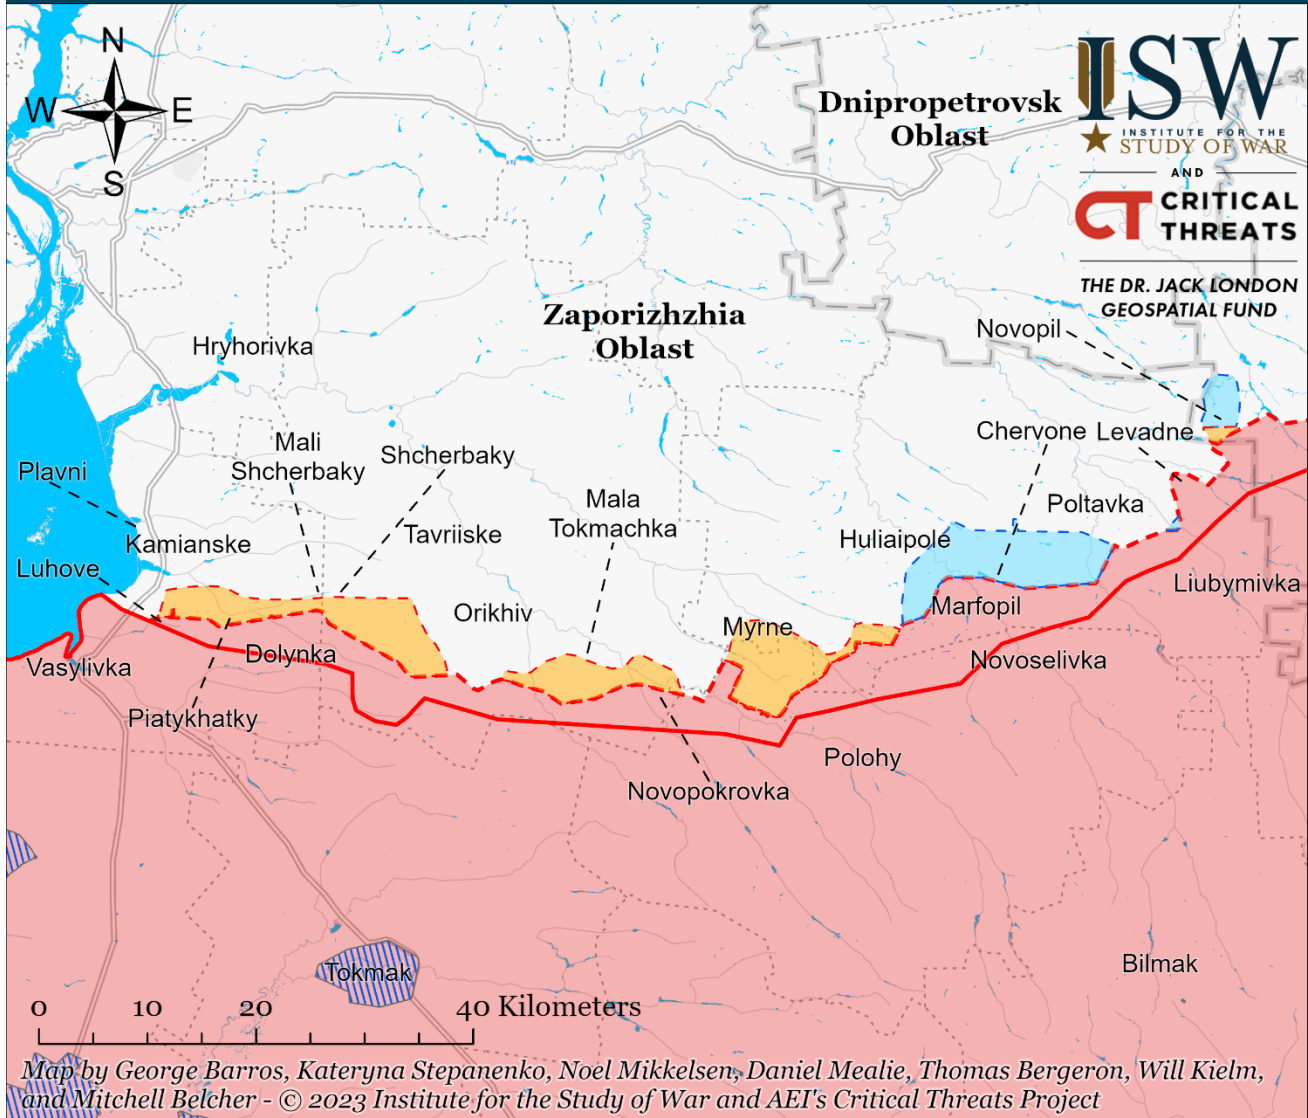 N
W
E
S
ISW
INSTITUTE FOR THE
STUDY OF WAR
AND
CT CRITICAL
THREATS
THE DR. JACK LONDON
GEOSPATIAL FUND
Dnipropetrovsk
Oblast
Zaporizhzhia
Oblast
Novopil
Hryhorivka
Chervone
Levadne
Mali
Shcherbaky
Shcherbaky
Plavni
Mala
Tokmachka
Poltavka
Tavriiske
Huliaipole
Kamianske
Luhove
Liubymivka
Marfopil
Orikhiv
Myrne
Dolynka
Vasylivka
Novoselivka
Piatykhatky
Polohy
Novopokrovka
Bilmak
Tokmak
0 10 20 40 Kilometers
Map by George Barros, Kateryna Stepanenko, Noel Mikkelsen, Daniel Mealie, Thomas Bergeron, Will Kielm,
and Mitchell Belcher - © 2023 Institute for the Study of War and AEI's Critical Threats Project